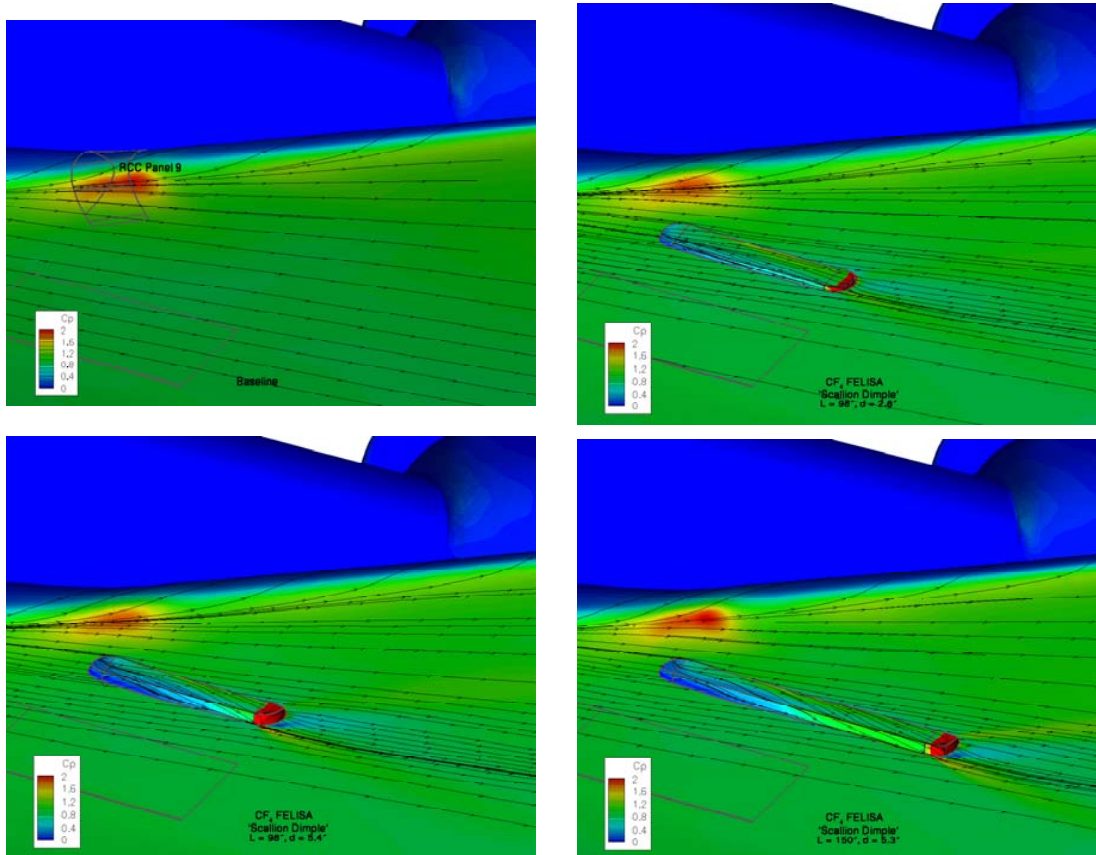 RCC Panel 9
Cp
2
1.6
1.2
0.8
0.4
0
Baseline
Cp
2
1.6
1.2
0.8
0.4
0
CF₄ FELISA
'Scallion Dimple'
L = 98", d = 2.8"
Cp
2
1.6
1.2
0.8
0.4
0
CF₄ FELISA
'Scallion Dimple'
L = 98", d = 5.4"
Cp
2
1.6
1.2
0.8
0.4
0
CF₄ FELISA
'Scallion Dimple'
L = 150", d = 5.3"